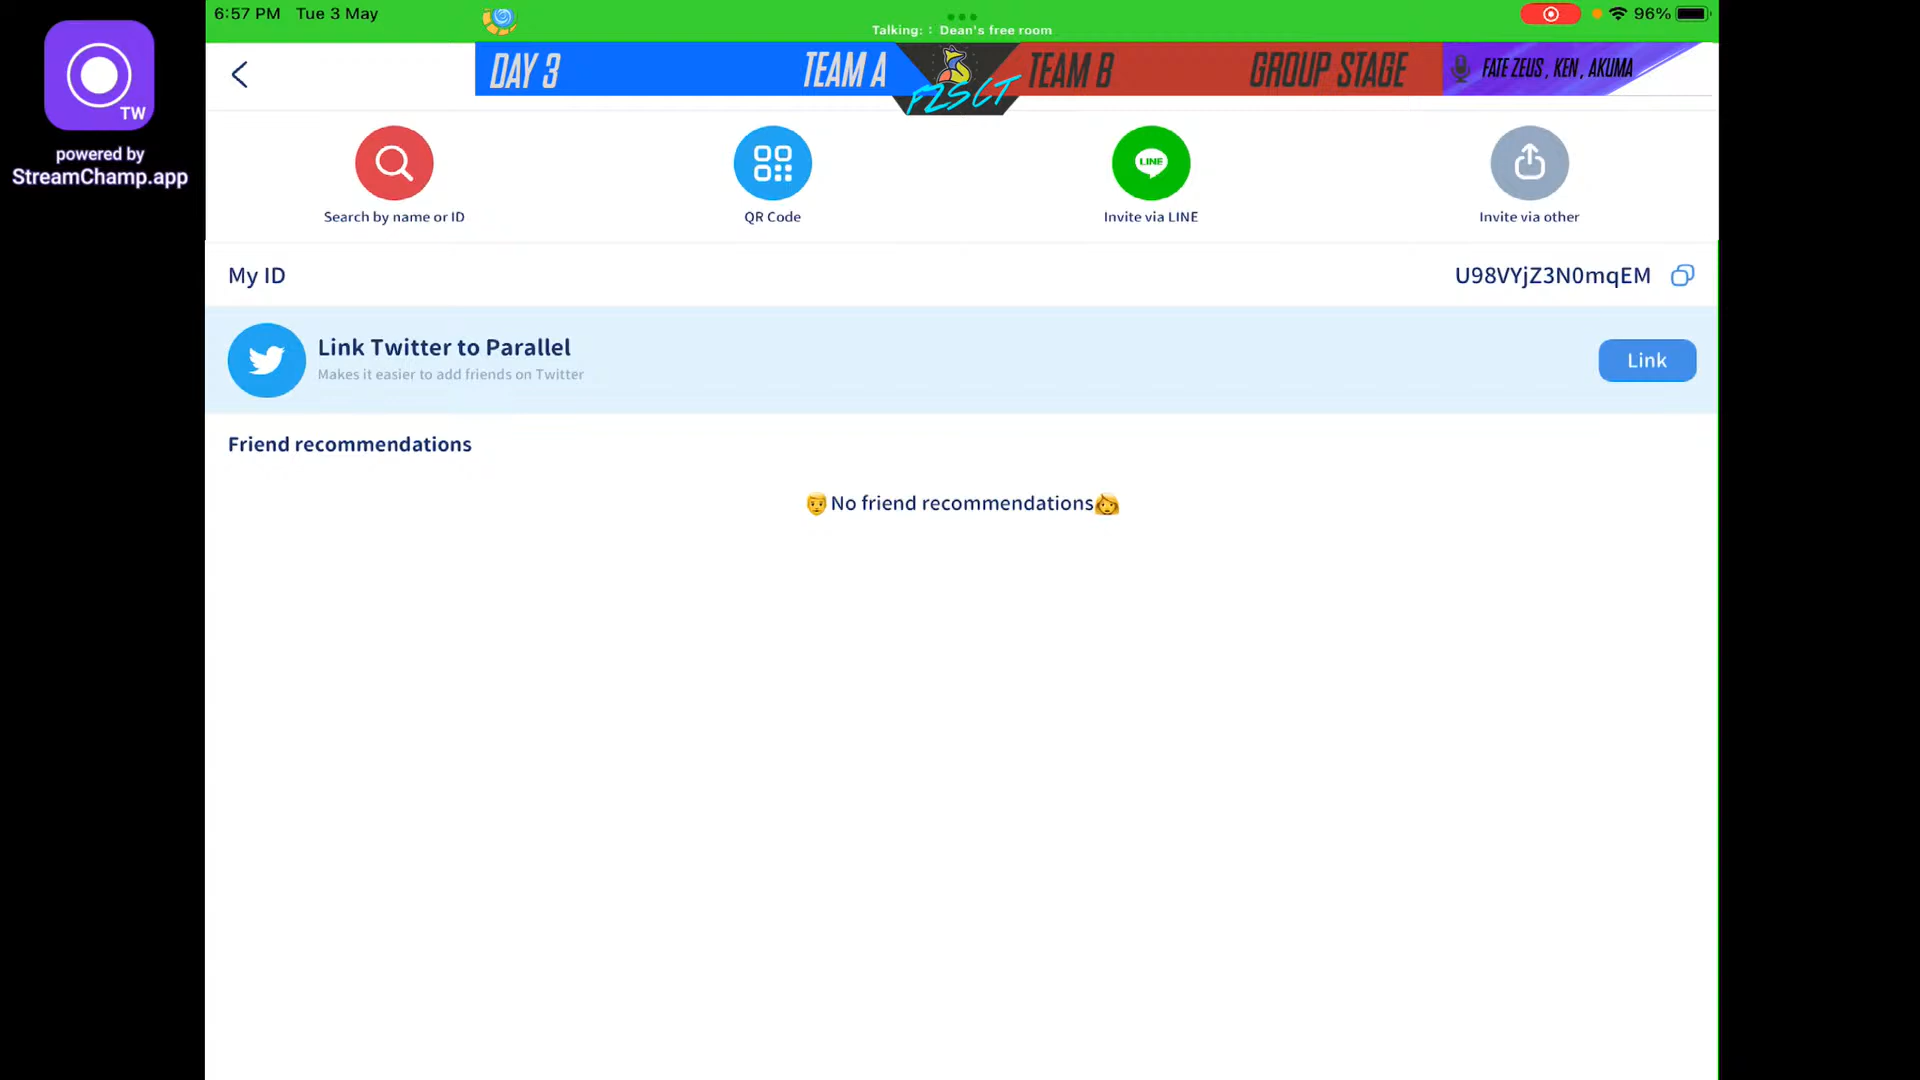 6:57 PM Tue 3 May
96%
Talking: : Dean's free room
TW
powered by
StreamChamp.app
DAY 3 TEAM A FZSCT TEAM B GROUP STAGE FATE ZEUS , KEN , AKUMA
Search by name or ID
QR Code
LINE
Invite via LINE
Invite via other
My ID U98VYjZ3N0mqEM
Link Twitter to Parallel
Makes it easier to add friends on Twitter
Link
Friend recommendations
👨No friend recommendations👩